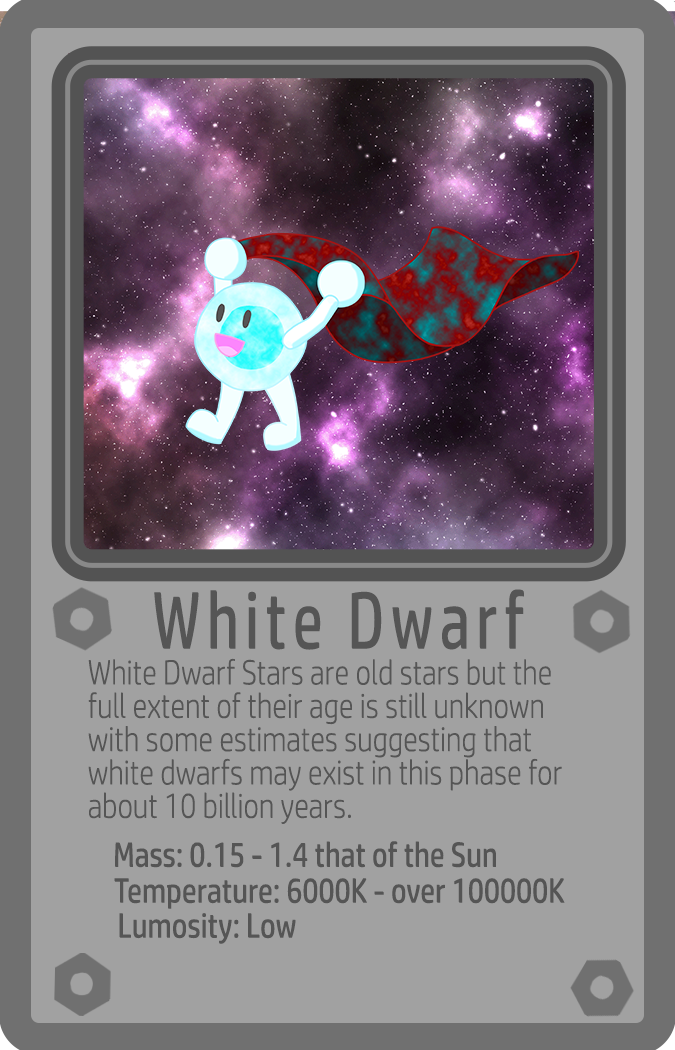 White Dwarf
White Dwarf Stars are old stars but the
full extent of their age is still unknown
with some estimates suggesting that
white dwarfs may exist in this phase for
about 10 billion years.
Mass: 0.15 - 1.4 that of the Sun
Temperature: 6000K - over 100000K
Lumosity: Low